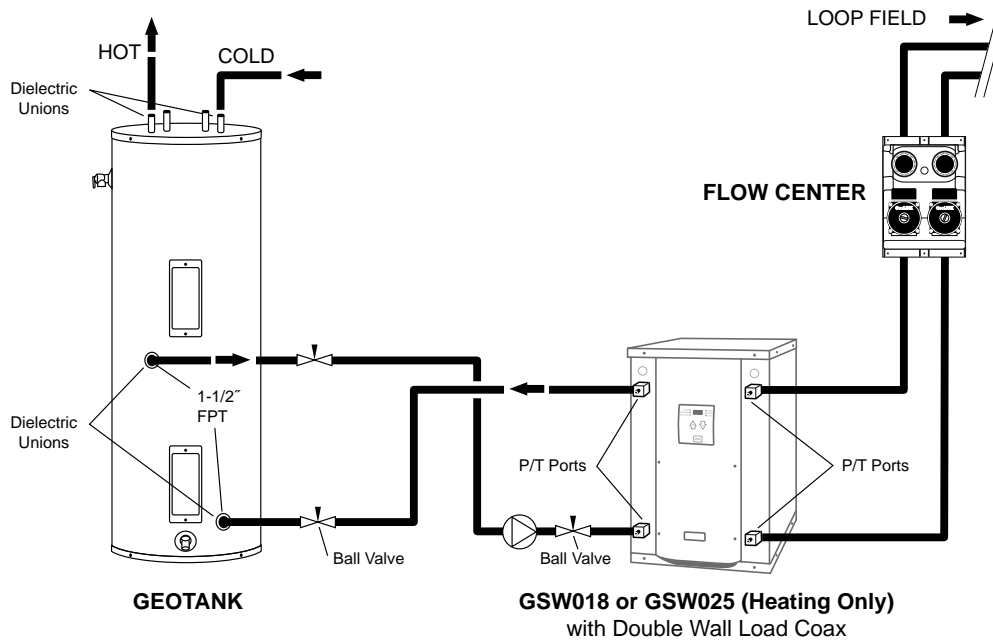 LOOP FIELD
HOT
COLD
Dielectric
Unions
FLOW CENTER
1-1/2″
FPT
Dielectric
Unions
P/T Ports
P/T Ports
Ball Valve
Ball Valve
GEOTANK
GSW018 or GSW025 (Heating Only)
with Double Wall Load Coax